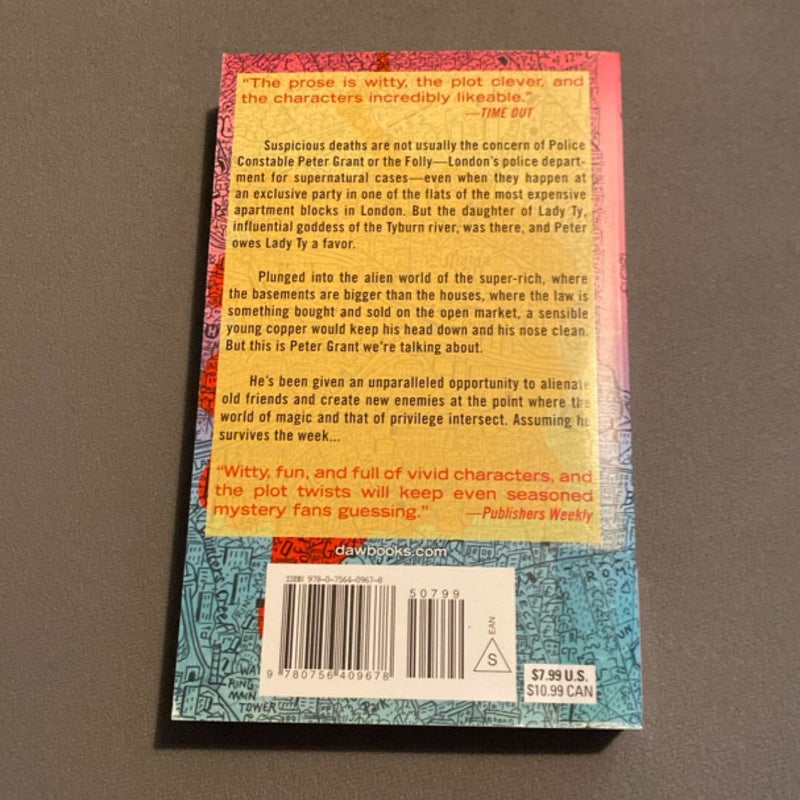 "The prose is witty, the plot clever, and
the characters incredibly likeable."
—TIME OUT
Suspicious deaths are not usually the concern of Police
Constable Peter Grant or the Folly—London's police depart-
ment for supernatural cases—even when they happen at
an exclusive party in one of the flats of the most expensive
apartment blocks in London. But the daughter of Lady Ty,
influential goddess of the Tyburn river, was there, and Peter
owes Lady Ty a favor.
Plunged into the alien world of the super-rich, where
the basements are bigger than the houses, where the law is
something bought and sold on the open market, a sensible
young copper would keep his head down and his nose clean.
But this is Peter Grant we're talking about.
He's been given an unparalleled opportunity to alienate
old friends and create new enemies at the point where the
world of magic and that of privilege intersect. Assuming he
survives the week...
"Witty, fun, and full of vivid characters, and
the plot twists will keep even seasoned
mystery fans guessing." —Publishers Weekly
dawbooks.com
ISBN 978-0-7564-0967-8
50799
EAN
S
9 780756 409678
$7.99 U.S.
$10.99 CAN
RING
MAIN
TOWER